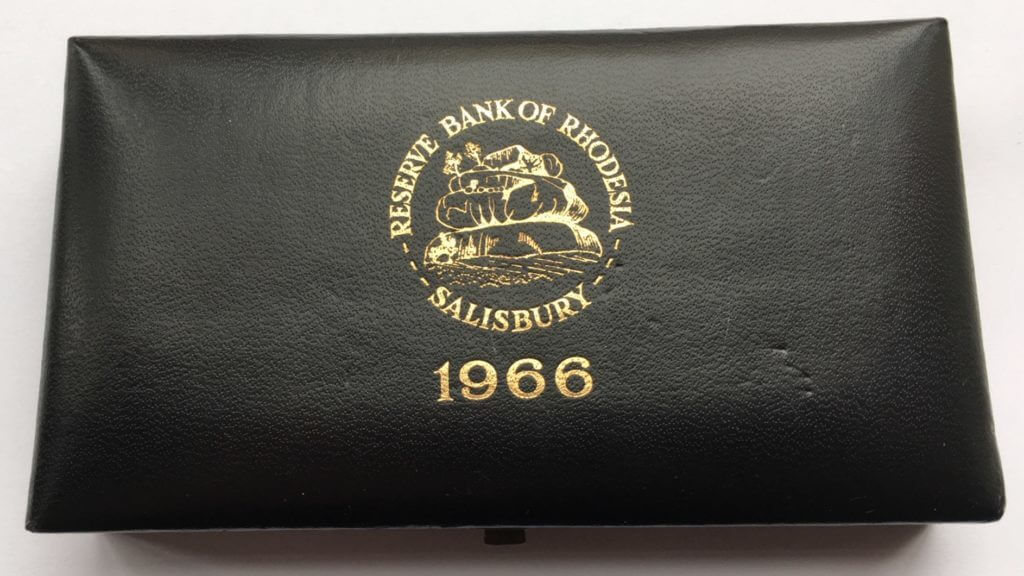 RESERVE BANK OF RHODESIA
SALISBURY
1966